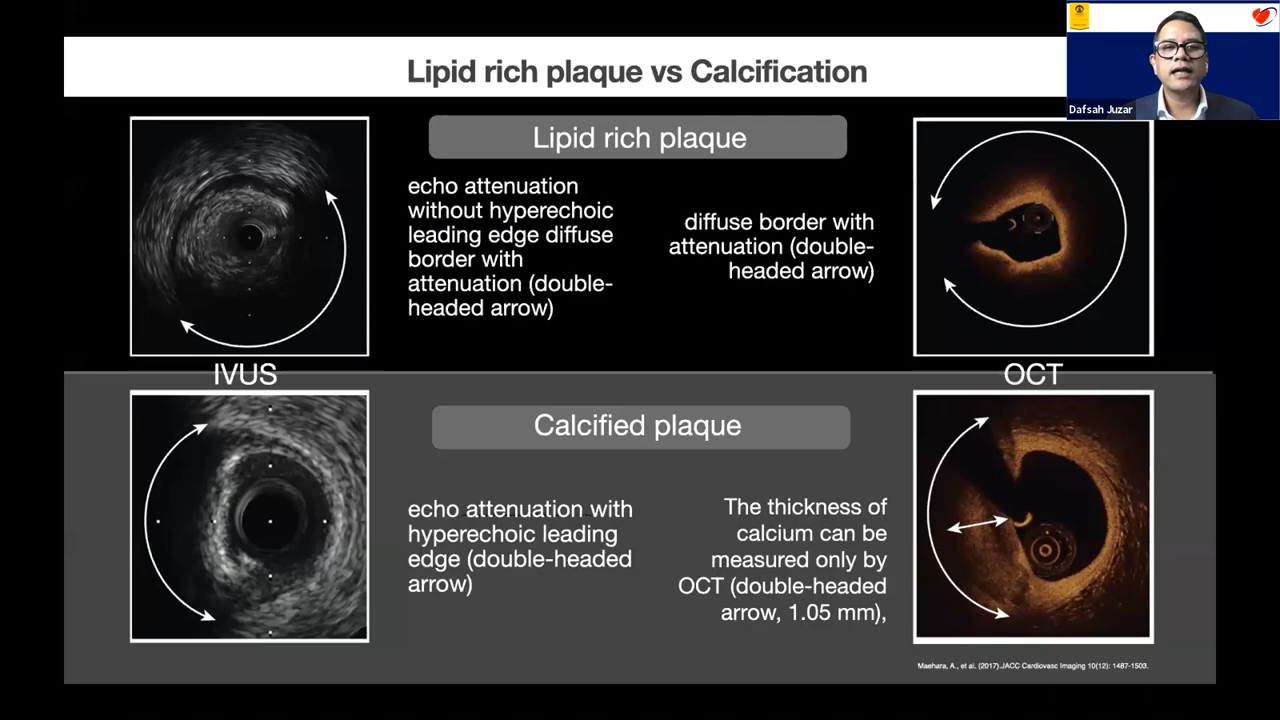 Lipid rich plaque vs Calcification
Dafsah Juzar
Lipid rich plaque
echo attenuation
without hyperechoic
leading edge diffuse
border with
attenuation (double-
headed arrow)
diffuse border with
attenuation (double-
headed arrow)
IVUS
OCT
Calcified plaque
echo attenuation with
hyperechoic leading
edge (double-headed
arrow)
The thickness of
calcium can be
measured only by
OCT (double-headed
arrow, 1.05 mm),
Maehara, A., et al. (2017).JACC Cardiovasc Imaging 10(12): 1487-1503.